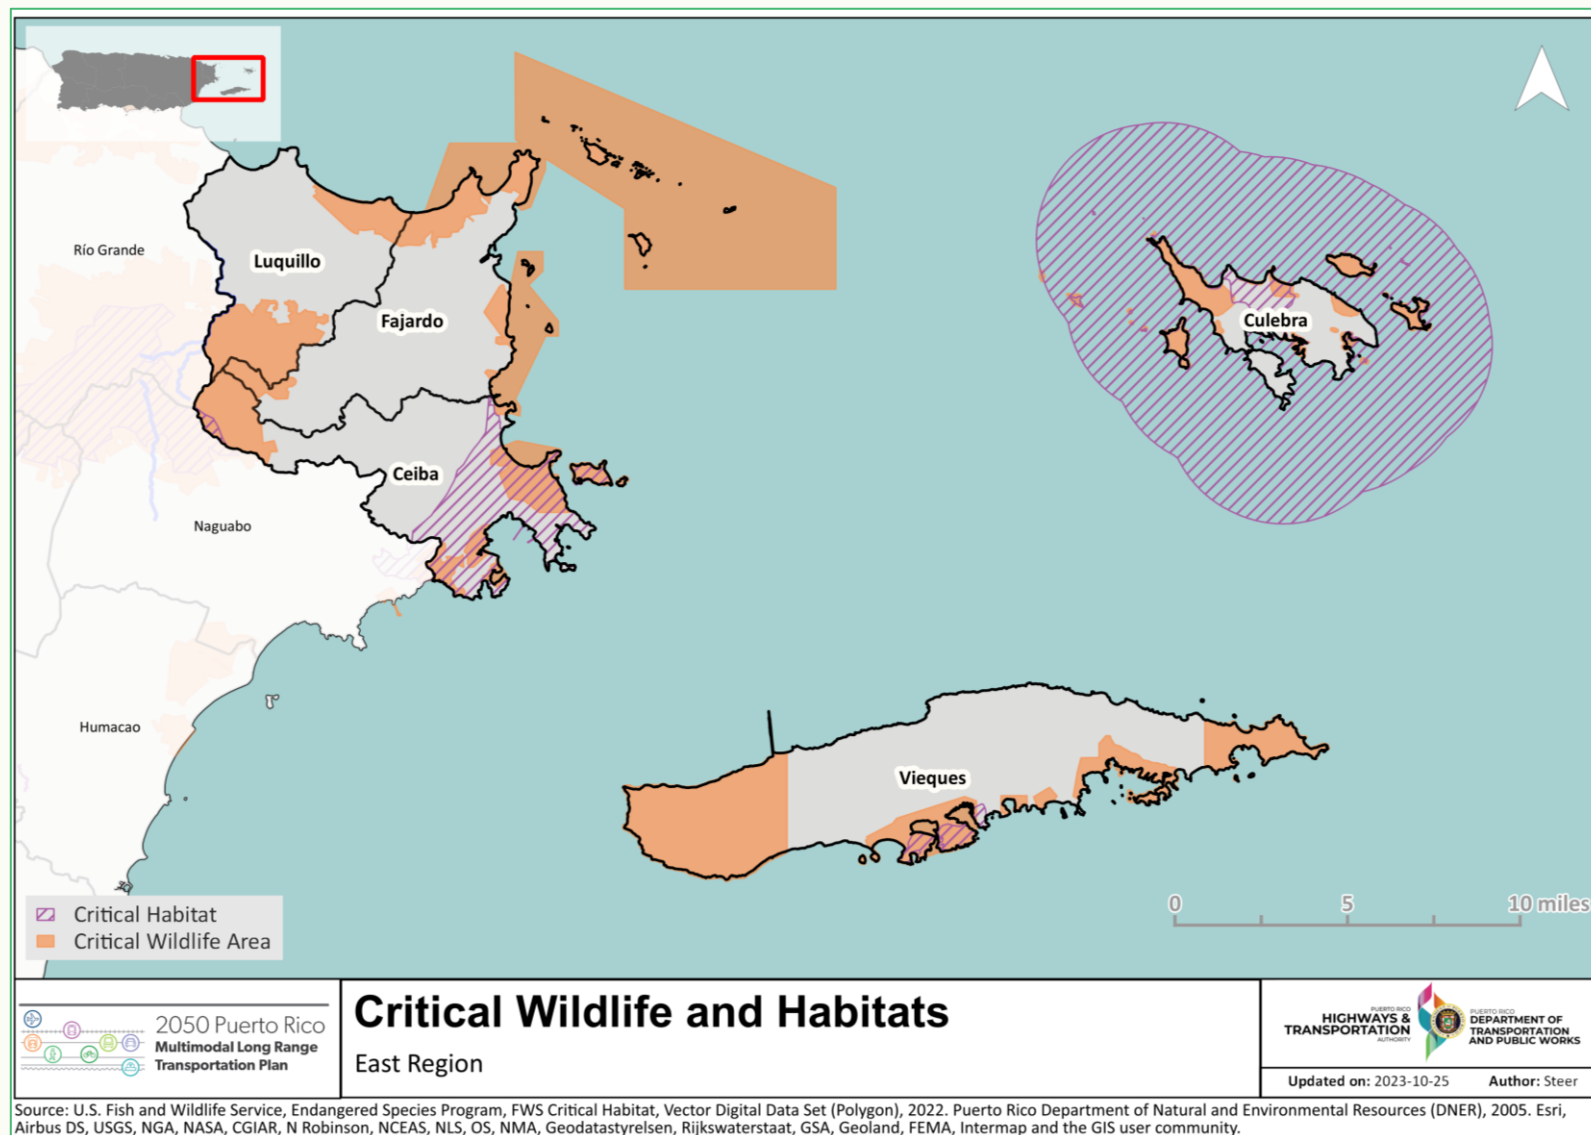 Río Grande
Luquillo
Fajardo
Culebra
Ceiba
Naguabo
Humacao
Vieques
0 5 10 miles
Critical Habitat
Critical Wildlife Area
2050 Puerto Rico
Multimodal Long Range
Transportation Plan
Critical Wildlife and Habitats
East Region
PUERTO RICO
HIGHWAYS &
TRANSPORTATION
AUTHORITY
PUERTO RICO
DEPARTMENT OF
TRANSPORTATION
AND PUBLIC WORKS
Updated on: 2023-10-25 Author: Steer
Source: U.S. Fish and Wildlife Service, Endangered Species Program, FWS Critical Habitat, Vector Digital Data Set (Polygon), 2022. Puerto Rico Department of Natural and Environmental Resources (DNER), 2005. Esri,
Airbus DS, USGS, NGA, NASA, CGIAR, N Robinson, NCEAS, NLS, OS, NMA, Geodatastyrelsen, Rijkswaterstaat, GSA, Geoland, FEMA, Intermap and the GIS user community.